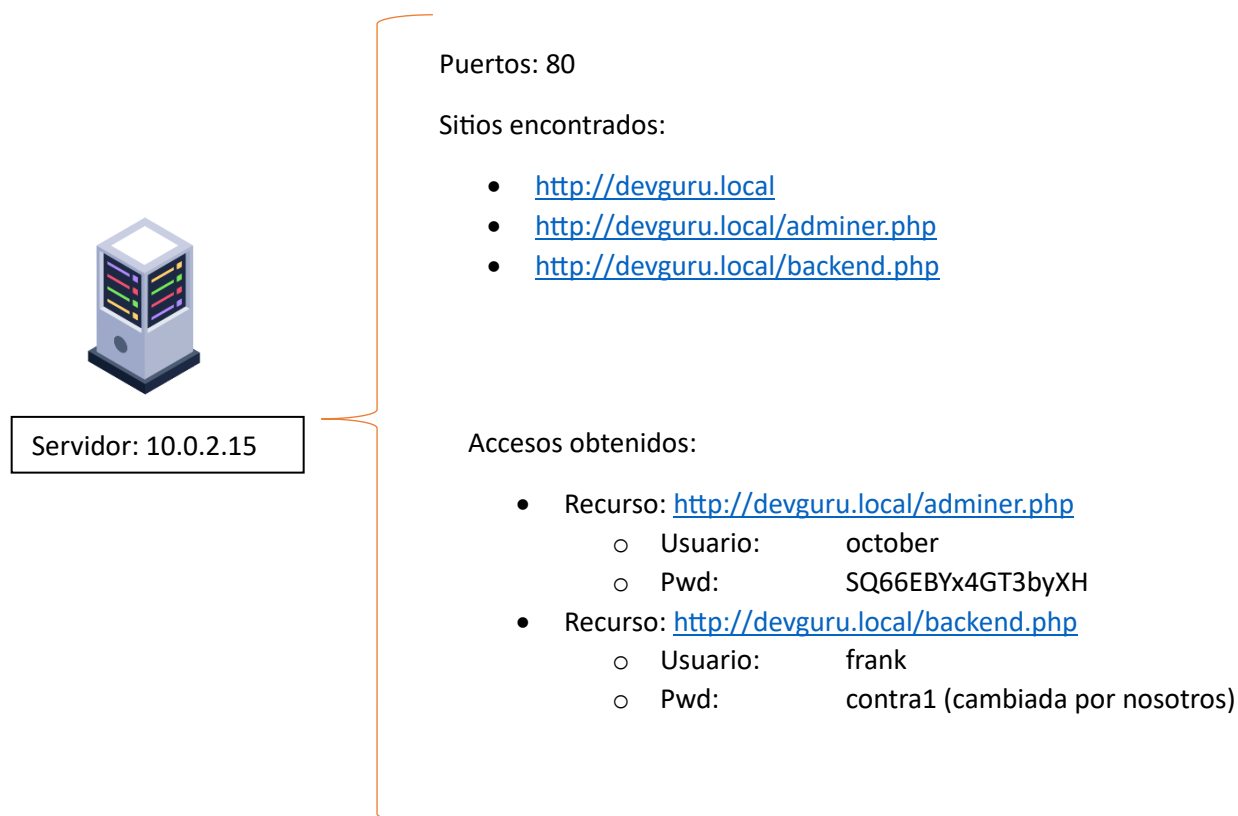 Puertos: 80
Sitios encontrados:
• http://devguru.local
• http://devguru.local/adminer.php
• http://devguru.local/backend.php
Servidor: 10.0.2.15
Accesos obtenidos:
• Recurso: http://devguru.local/adminer.php
o Usuario: october
o Pwd: SQ66EBYx4GT3byXH
• Recurso: http://devguru.local/backend.php
o Usuario: frank
o Pwd: contra1 (cambiada por nosotros)